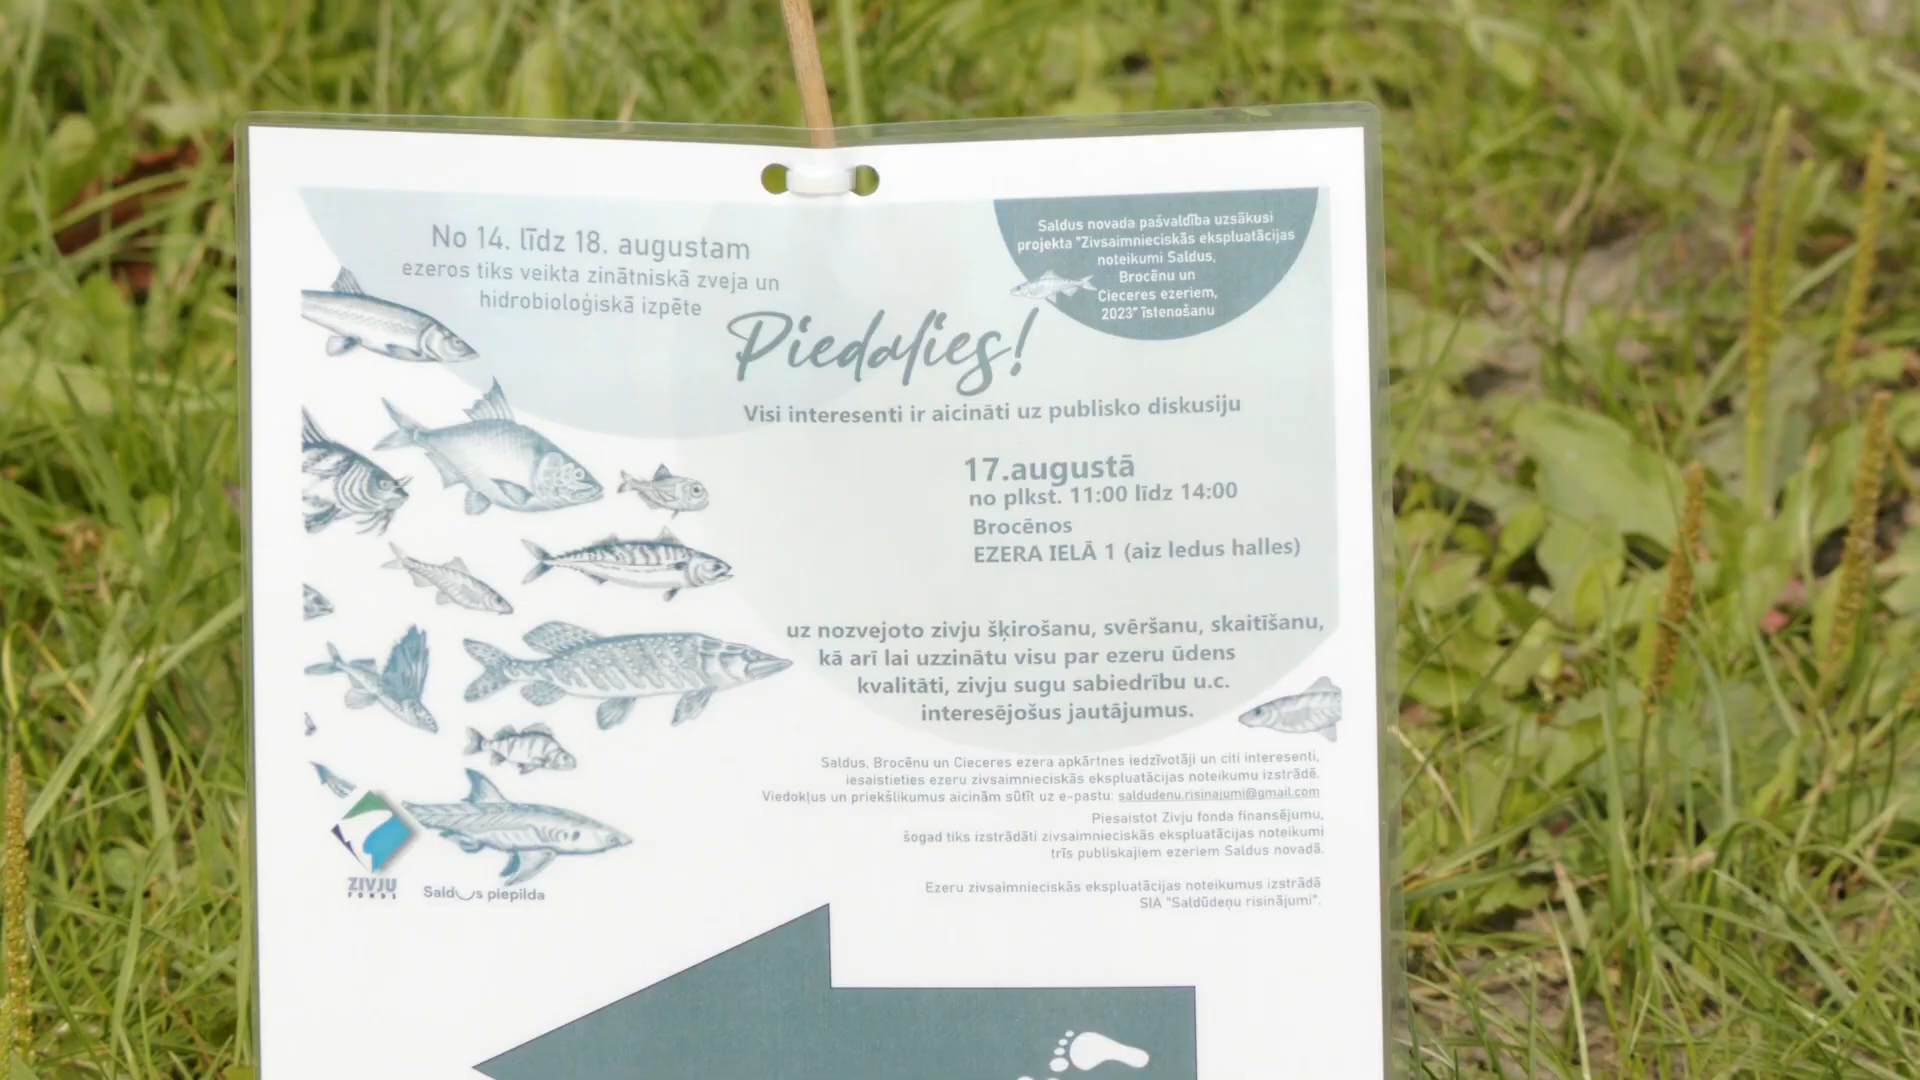 No 14. līdz 18. augustam
ezeros tiks veikta zinātniskā zveja un
hidrobioloģiskā izpēte
Saldus novada pašvaldība uzsākusi
projekta "Zivsaimnieciskās ekspluatācijas
noteikumi Saldus,
Brocēnu un
Cieceres ezeriem,
2023" īstenošanu
Piedalies!
Visi interesenti ir aicināti uz publisko diskusiju
17.augustā
no plkst. 11:00 līdz 14:00
Brocēnos
EZERA IELĀ 1 (aiz ledus halles)
uz nozvejoto zivju šķirošanu, svēršanu, skaitīšanu,
kā arī lai uzzinātu visu par ezeru ūdens
kvalitāti, zivju sugu sabiedrību u.c.
interesējošus jautājumus.
Saldus, Brocēnu un Cieceres ezera apkārtnes iedzīvotāji un citi interesenti,
iesaistieties ezeru zivsaimnieciskās ekspluatācijas noteikumu izstrādē.
Viedokļus un priekšlikumus aicinām sūtīt uz e-pastu: saldudenu.risinajumi@gmail.com
Piesaistot Zivju fonda finansējumu,
šogad tiks izstrādāti zivsaimnieciskās ekspluatācijas noteikumi
trīs publiskajiem ezeriem Saldus novadā.
Ezeru zivsaimnieciskās ekspluatācijas noteikumus izstrādā
SIA "Saldūdeņu risinājumi".
ZIVJU
FONDS
Saldus piepilda